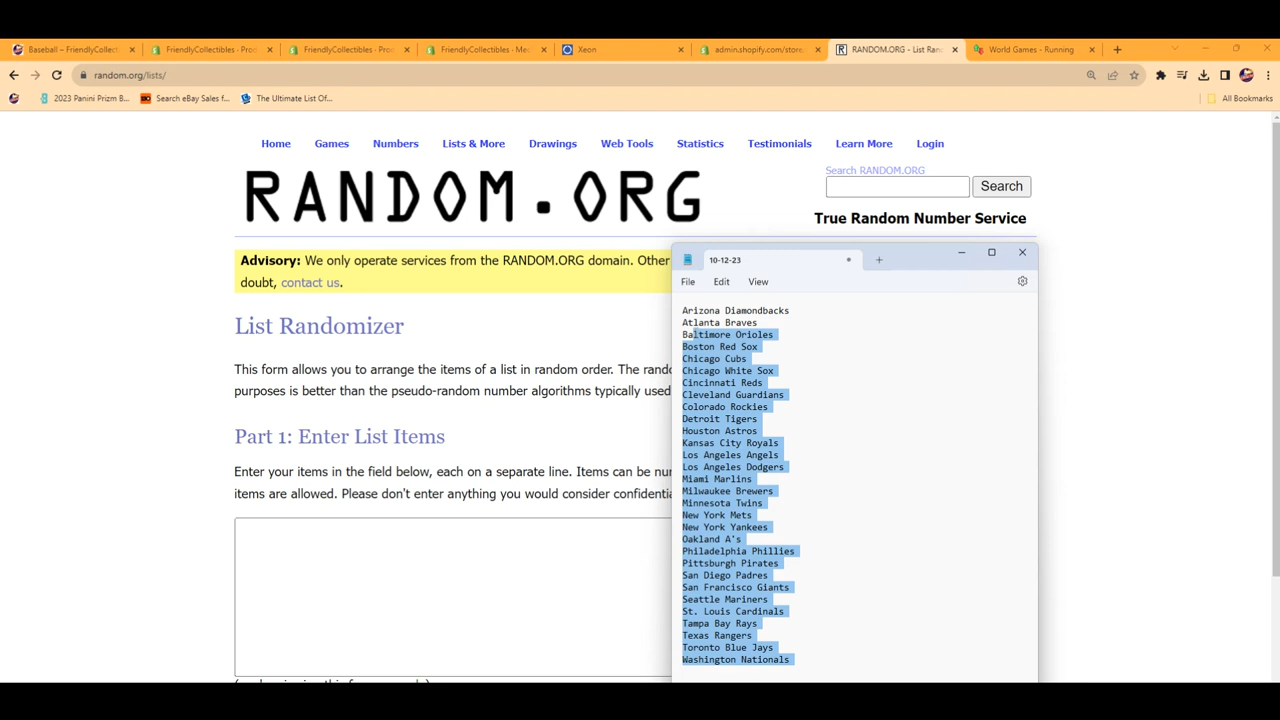 Baseball – FriendlyCollect
FriendlyCollectibles · Pro
FriendlyCollectibles · Pro
FriendlyCollectibles · Me
Xeon
admin.shopify.com/store
RANDOM.ORG - List Ran
World Games - Running
random.org/lists/
2023 Panini Prizm B...
Search eBay Sales f...
The Ultimate List Of...
All Bookmarks
Home
Games
Numbers
Lists & More
Drawings
Web Tools
Statistics
Testimonials
Learn More
Login
RANDOM.ORG
Search RANDOM.ORG
Search
True Random Number Service
Advisory: We only operate services from the RANDOM.ORG domain. Other
doubt, contact us.
List Randomizer
This form allows you to arrange the items of a list in random order. The rando
purposes is better than the pseudo-random number algorithms typically used
Part 1: Enter List Items
Enter your items in the field below, each on a separate line. Items can be nu
items are allowed. Please don't enter anything you would consider confidentia
10-12-23
File
Edit
View
Arizona Diamondbacks
Atlanta Braves
Baltimore Orioles
Boston Red Sox
Chicago Cubs
Chicago White Sox
Cincinnati Reds
Cleveland Guardians
Colorado Rockies
Detroit Tigers
Houston Astros
Kansas City Royals
Los Angeles Angels
Los Angeles Dodgers
Miami Marlins
Milwaukee Brewers
Minnesota Twins
New York Mets
New York Yankees
Oakland A's
Philadelphia Phillies
Pittsburgh Pirates
San Diego Padres
San Francisco Giants
Seattle Mariners
St. Louis Cardinals
Tampa Bay Rays
Texas Rangers
Toronto Blue Jays
Washington Nationals